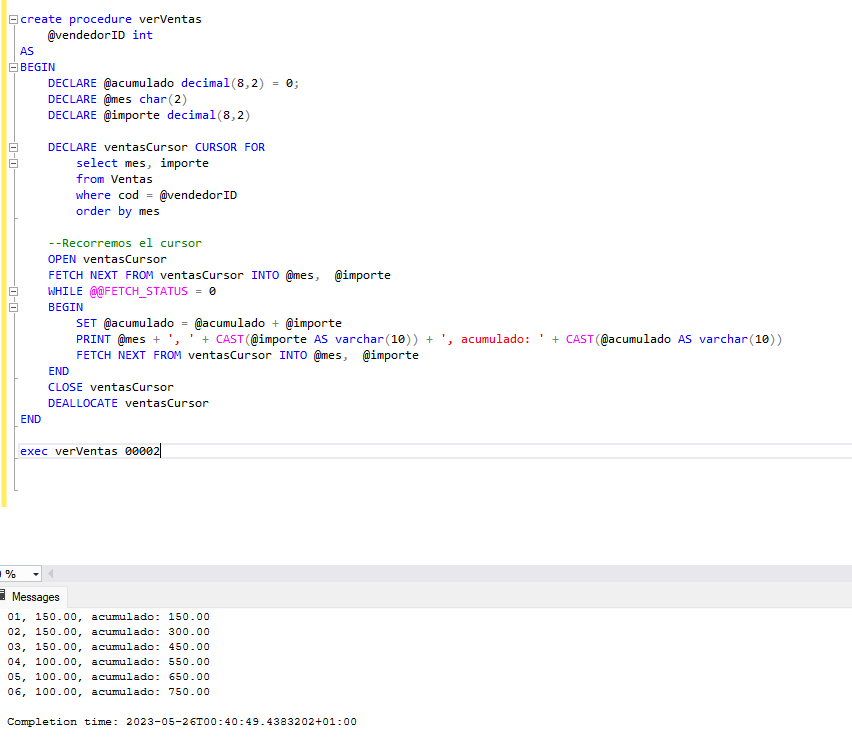 create procedure verVentas
@vendedorID int
AS
BEGIN
DECLARE @acumulado decimal(8,2) = 0;
DECLARE @mes char(2)
DECLARE @importe decimal(8,2)
DECLARE ventasCursor CURSOR FOR
select mes, importe
from Ventas
where cod = @vendedorID
order by mes
--Recorremos el cursor
OPEN ventasCursor
FETCH NEXT FROM ventasCursor INTO @mes,  @importe
WHILE @@FETCH_STATUS = 0
BEGIN
SET @acumulado = @acumulado + @importe
PRINT @mes + ', ' + CAST(@importe AS varchar(10)) + ', acumulado: ' + CAST(@acumulado AS varchar(10))
FETCH NEXT FROM ventasCursor INTO @mes,  @importe
END
CLOSE ventasCursor
DEALLOCATE ventasCursor
END
exec verVentas 00002
%
Messages
01, 150.00, acumulado: 150.00
02, 150.00, acumulado: 300.00
03, 150.00, acumulado: 450.00
04, 100.00, acumulado: 550.00
05, 100.00, acumulado: 650.00
06, 100.00, acumulado: 750.00
Completion time: 2023-05-26T00:40:49.4383202+01:00